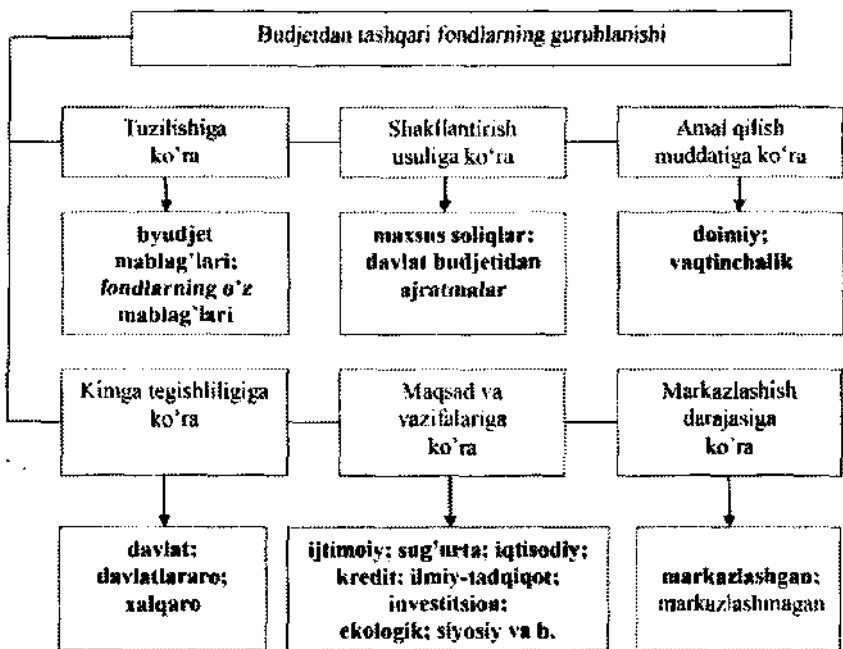 Budjetdan tashqari fondlarning guruhlanishi
Tuzilishiga
ko'ra
Shakllantirish
usuliga ko'ra
Amal qilish
muddatiga ko'ra
byudjet
mablag'lari;
fondlarning o'z
mablag'lari
maxsus soliqlar;
davlat budjetidan
ajratmalar
doimiy;
vaqtinchalik
Kimga tegishliligiga
ko'ra
Maqsad va
vazifalariga
ko'ra
Markazlashish
darajasiga
ko'ra
davlat;
davlatlararo;
xalqaro
ijtimoiy; sug'urta; iqtisodiy;
kredit; ilmiy-tadqiqot;
investitsion;
ekologik; siyosiy va b.
markazlashgan;
markazlashmagan